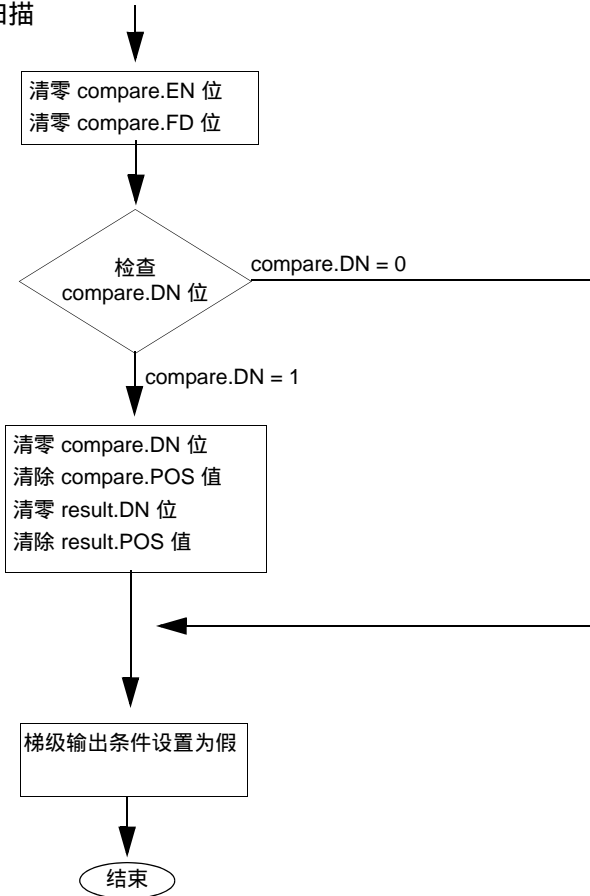 描
清零 compare.EN 位
清零 compare.FD 位
检查
compare.DN 位
compare.DN = 0
compare.DN = 1
清零 compare.DN 位
清除 compare.POS 值
清零 result.DN 位
清除 result.POS 值
梯级输出条件设置为假
结束